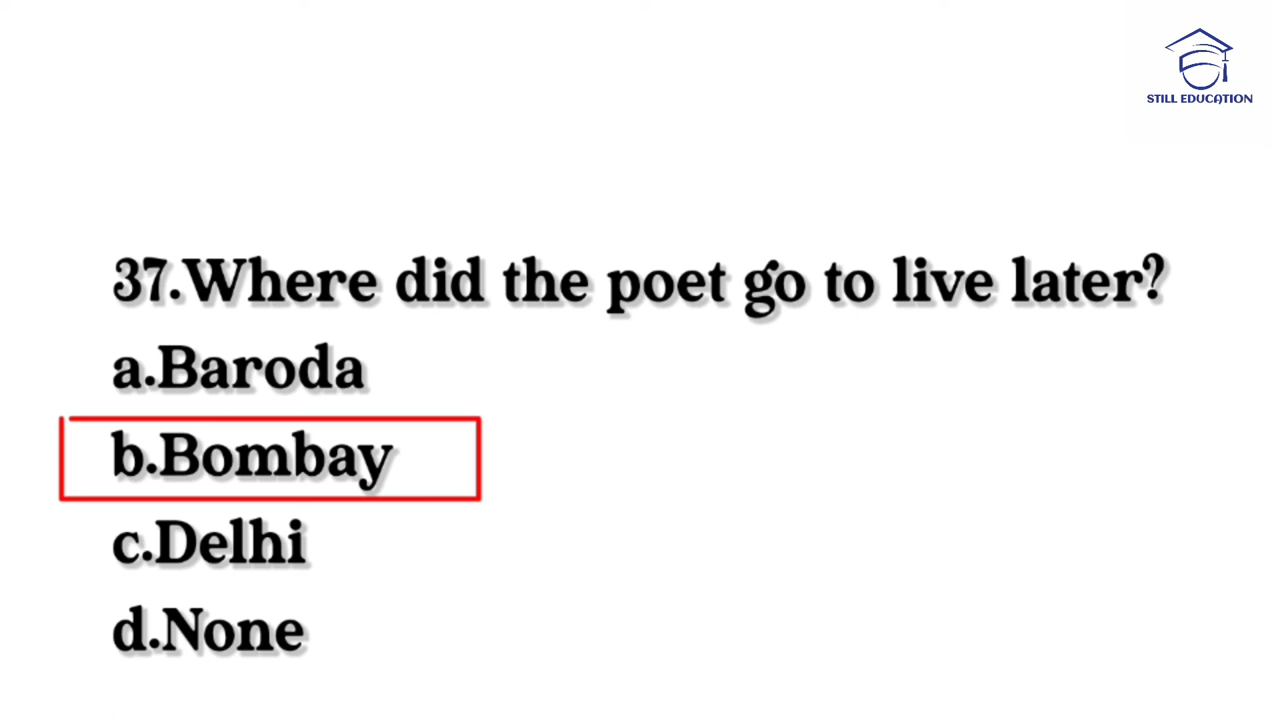 STILL EDUCATION
37.Where did the poet go to live later?
a.Baroda
b.Bombay
c.Delhi
d.None